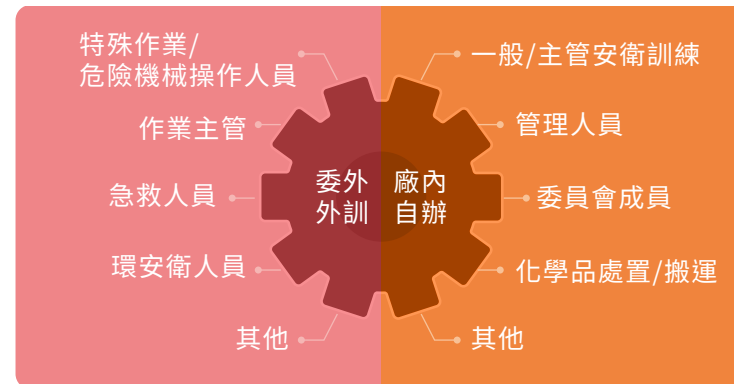 特殊作業/
危險機械操作人員
作業主管
急救人員
環安衛人員
其他
委外
外訓
廠內
自辦
一般/主管安衛訓練
管理人員
委員會成員
化學品處置/搬運
其他